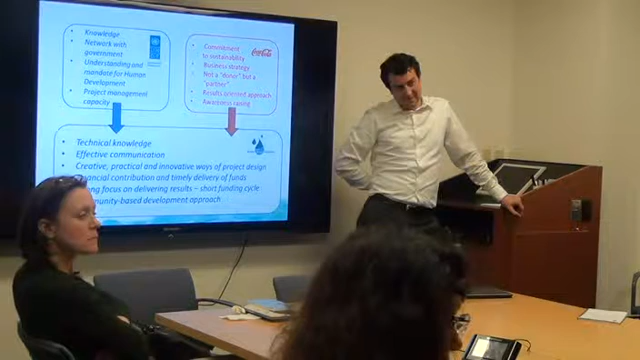 Knowledge
Network with
government
Understanding and
mandate for Human
Development
Project management
capacity
Commitment
to sustainability
Coca-Cola
Business strategy
Not a "donor" but a
"partner"
Results oriented approach
Awareness raising
Technical knowledge
Effective communication
Creative, practical and innovative ways of project design
financial contribution and timely delivery of funds
focus on delivering results – short funding cycle
based development approach